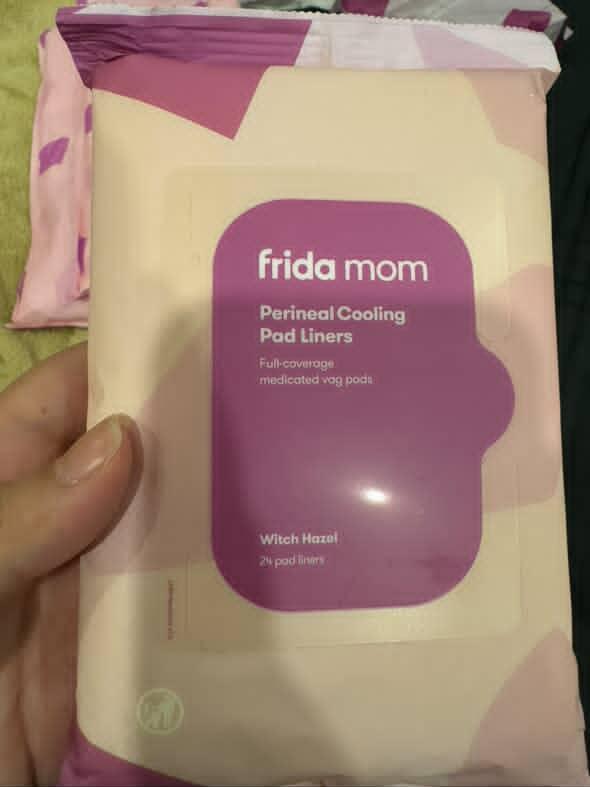 frida mom
Perineal Cooling
Pad Liners
Full-coverage
medicated vag pads
Witch Hazel
24 pad liners